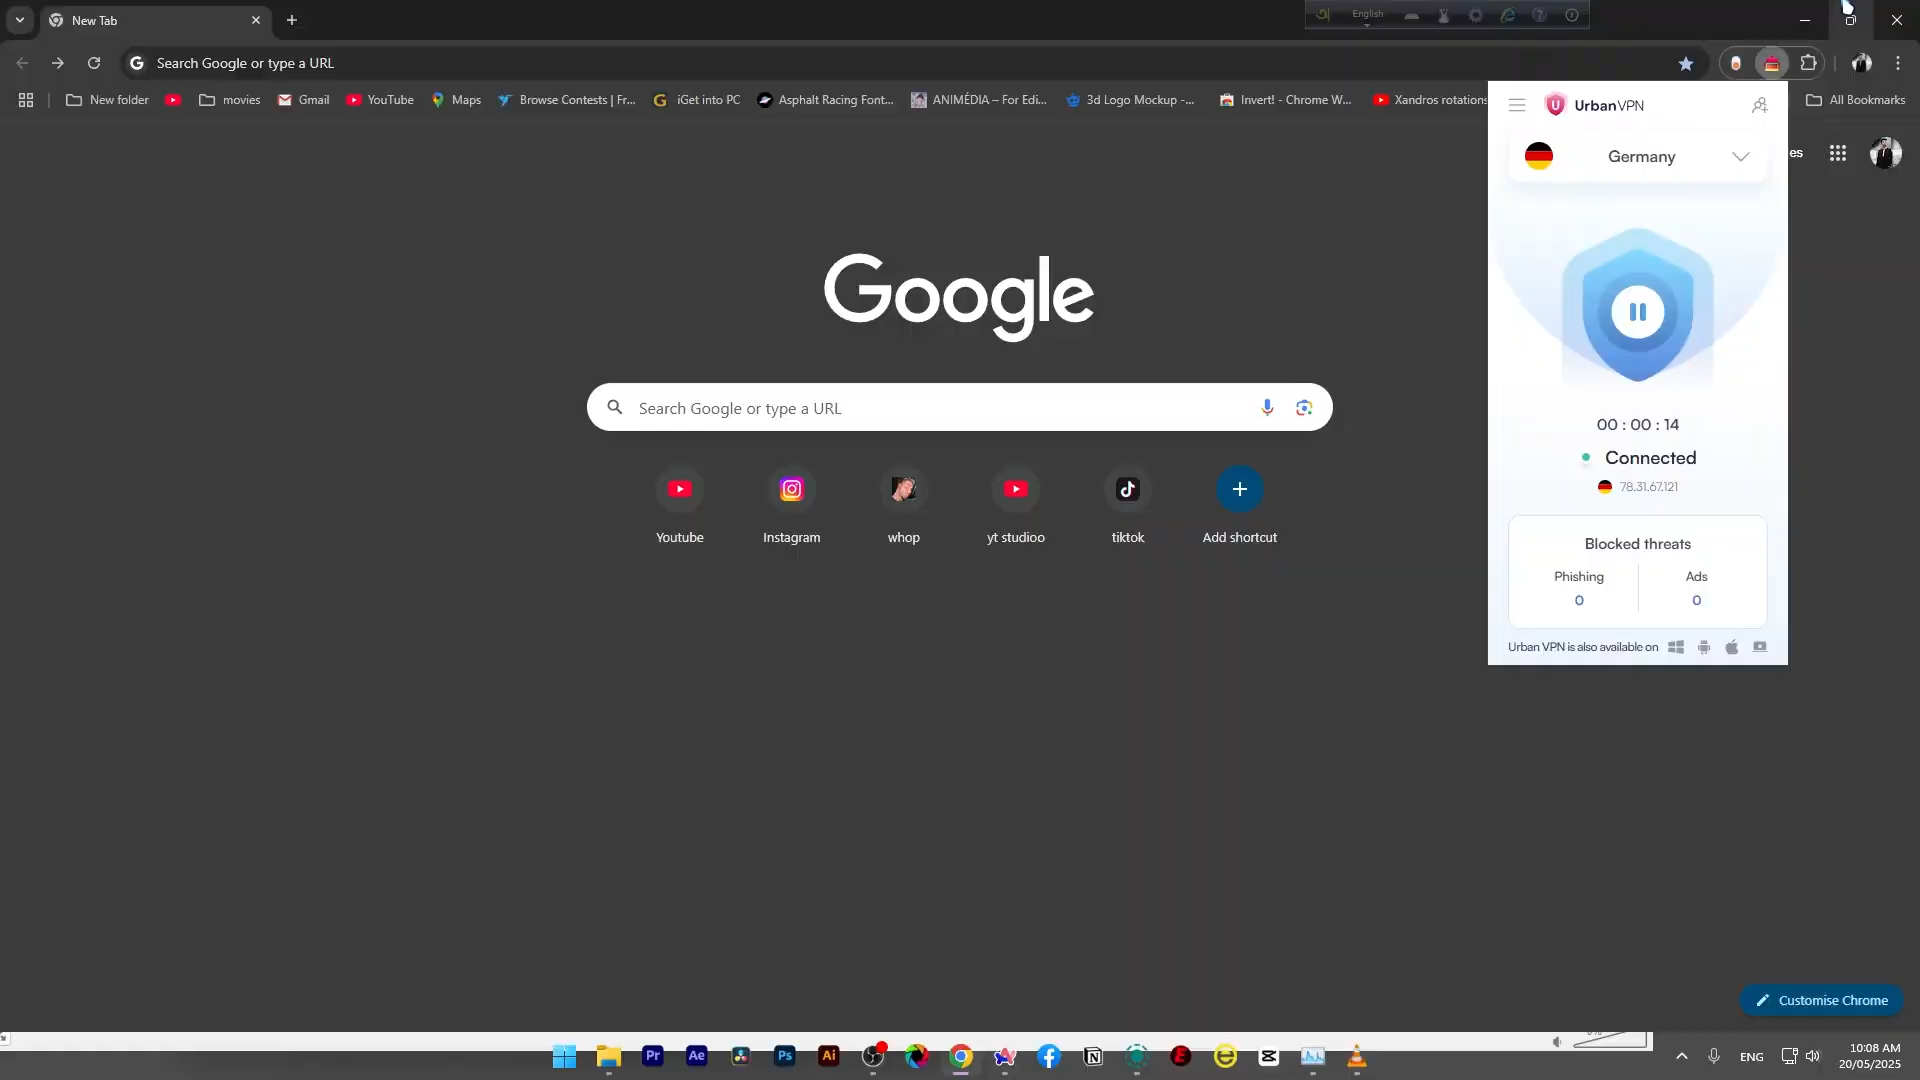 New Tab
English
Search Google or type a URL
New folder
movies
Gmail
YouTube
Maps
Browse Contests | Fr...
iGet into PC
Asphalt Racing Font...
ANIMÉDIA – For Edi...
3d Logo Mockup -...
Invert! - Chrome W...
Xandros rotations
All Bookmarks
UrbanVPN
Germany
es
Google
Search Google or type a URL
00 : 00 : 14
Connected
78.31.67.121
Youtube
Instagram
whop
yt studioo
tiktok
Add shortcut
Blocked threats
Phishing
Ads
0
0
Urban VPN is also available on
Customise Chrome
Pr
Ae
Ps
Ai
ENG
10:08 AM
20/05/2025